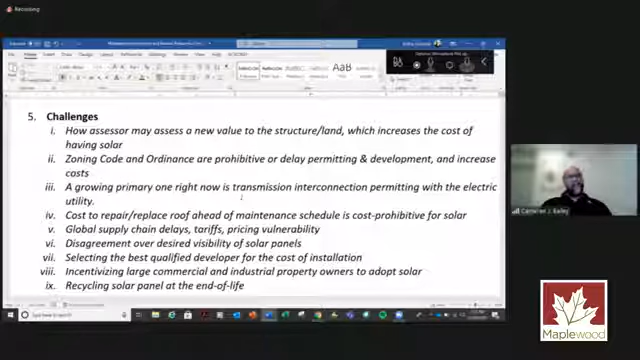 Recording
AaB
5. Challenges
i. How assessor may assess a new value to the structure/land, which increases the cost of
having solar
ii. Zoning Code and Ordinance are prohibitive or delay permitting & development, and increase
costs
iii. A growing primary one right now is transmission interconnection permitting with the electric
utility.
iv. Cost to repair/replace roof ahead of maintenance schedule is cost-prohibitive for solar
v. Global supply chain delays, tariffs, pricing vulnerability
vi. Disagreement over desired visibility of solar panels
vii. Selecting the best qualified developer for the cost of installation
viii. Incentivizing large commercial and industrial property owners to adopt solar
ix. Recycling solar panel at the end-of-life
Cameron J. Bailey
Maplewood